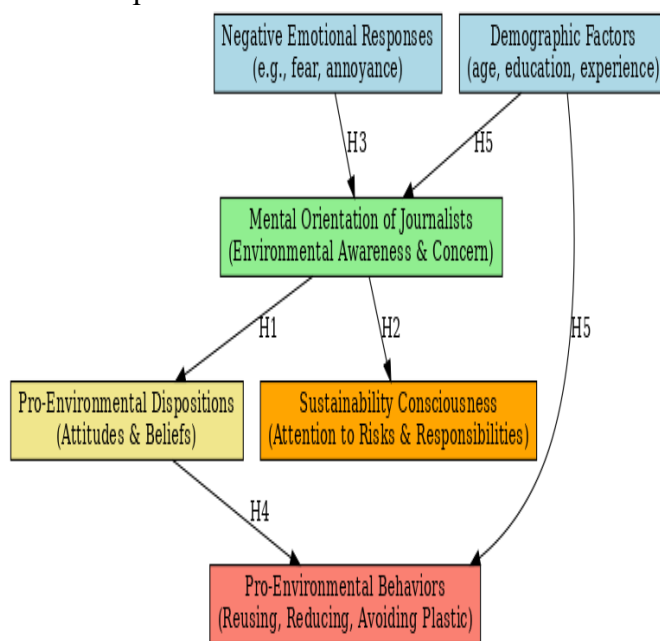 Negative Emotional Responses
(e.g., fear, annoyance)
Demographic Factors
(age, education, experience)
H3
H5
Mental Orientation of Journalists
(Environmental Awareness & Concern)
H1
H2
H5
Pro-Environmental Dispositions
(Attitudes & Beliefs)
Sustainability Consciousness
(Attention to Risks & Responsibilities)
H4
Pro-Environmental Behaviors
(Reusing, Reducing, Avoiding Plastic)